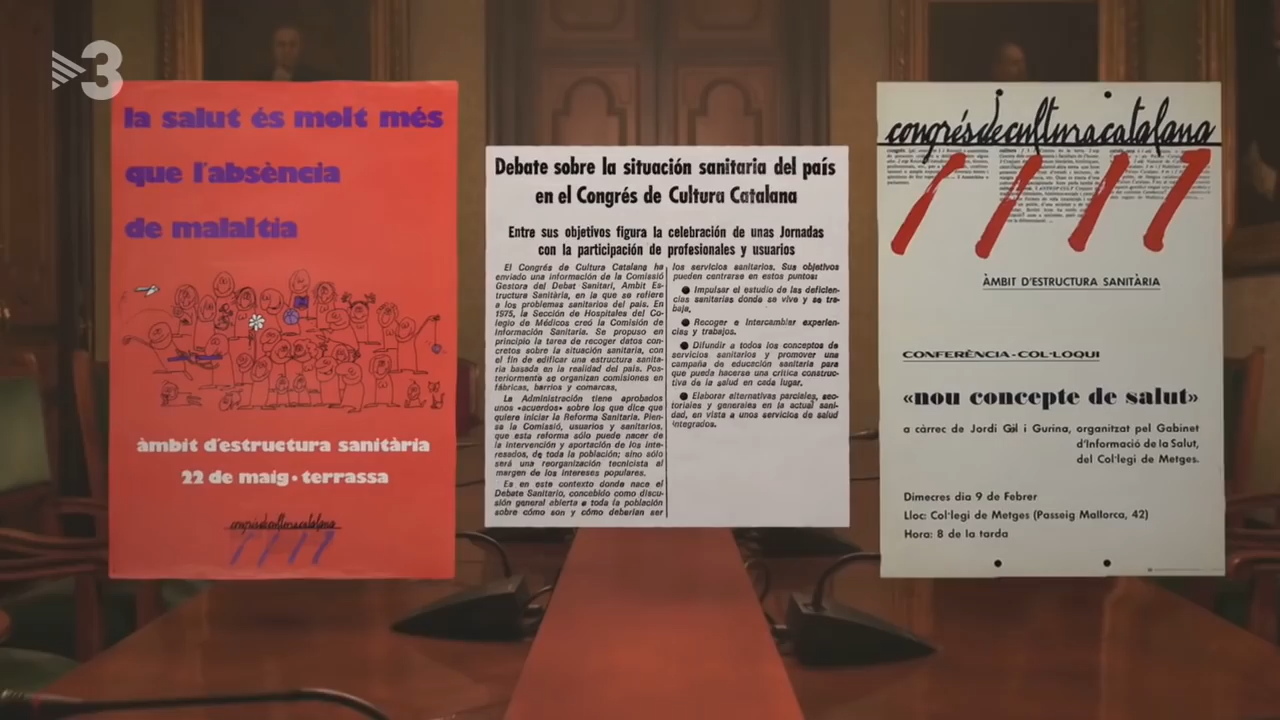 3
la salut és molt més
que l'absència
de malaltia
àmbit d'estructura sanitària
22 de maig • terrassa
congrés de cultura catalana
Debate sobre la situación sanitaria del país
en el Congrés de Cultura Catalana
Entre sus objetivos figura la celebración de unas Jornadas
con la participación de profesionales y usuarios
El Congrés de Cultura Catalana ha
enviado una información de la Comissió
Gestora del Debat Sanitari, Ambit Es-
tructura Sanitària, en la que se refiere
a los problemas sanitarios del país. En
1975, la Sección de Hospitales del Co-
legio de Médicos creó la Comisión de
Información Sanitaria. Se propuso en
principio la tarea de recoger datos con-
cretos sobre la situación sanitaria, con
el fin de edificar una estructura sanita-
ria basada en la realidad del país. Pos-
teriormente se organizan comisiones en
fábricas, barrios y comarcas.
La Administración tiene aprobados
unos «acuerdos» sobre los que dice que
quiere iniciar la Reforma Sanitaria. Pien-
sa la Comissió, usuarios y sanitarios,
que esta reforma sólo puede nacer de
la intervención y aportación de los inte-
resados, de toda la población; sino sólo
será una reorganización tecnicista al
margen de los intereses populares.
Es en este contexto donde nace el
Debate Sanitario, concebido como discu-
sión general abierta a toda la población
sobre cómo son y cómo deberían ser
los servicios sanitarios. Sus objetivos
pueden centrarse en estos puntos:
● Impulsar el estudio de las deficien-
cias sanitarias donde se vive y se tra-
baja,
● Recoger e intercambiar experien-
cias y trabajos.
● Difundir a todos los conceptos de
servicios sanitarios y promover una
campaña de educación sanitaria para
que pueda hacerse una crítica construc-
tiva de la salud en cada lugar.
● Elaborar alternativas parciales, sec-
toriales y generales en la actual sani-
dad, en vista a unos servicios de salud
integrados.
congrés de cultura catalana
ÀMBIT D'ESTRUCTURA SANITÀRIA
CONFERÈNCIA-COL·LOQUI
«nou concepte de salut»
a càrrec de Jordi Gol i Gurina, organitzat pel Gabinet
d'Informació de la Salut,
del Col·legi de Metges.
Dimecres dia 9 de Febrer
Lloc: Col·legi de Metges (Passeig Mallorca, 42)
Hora: 8 de la tarda